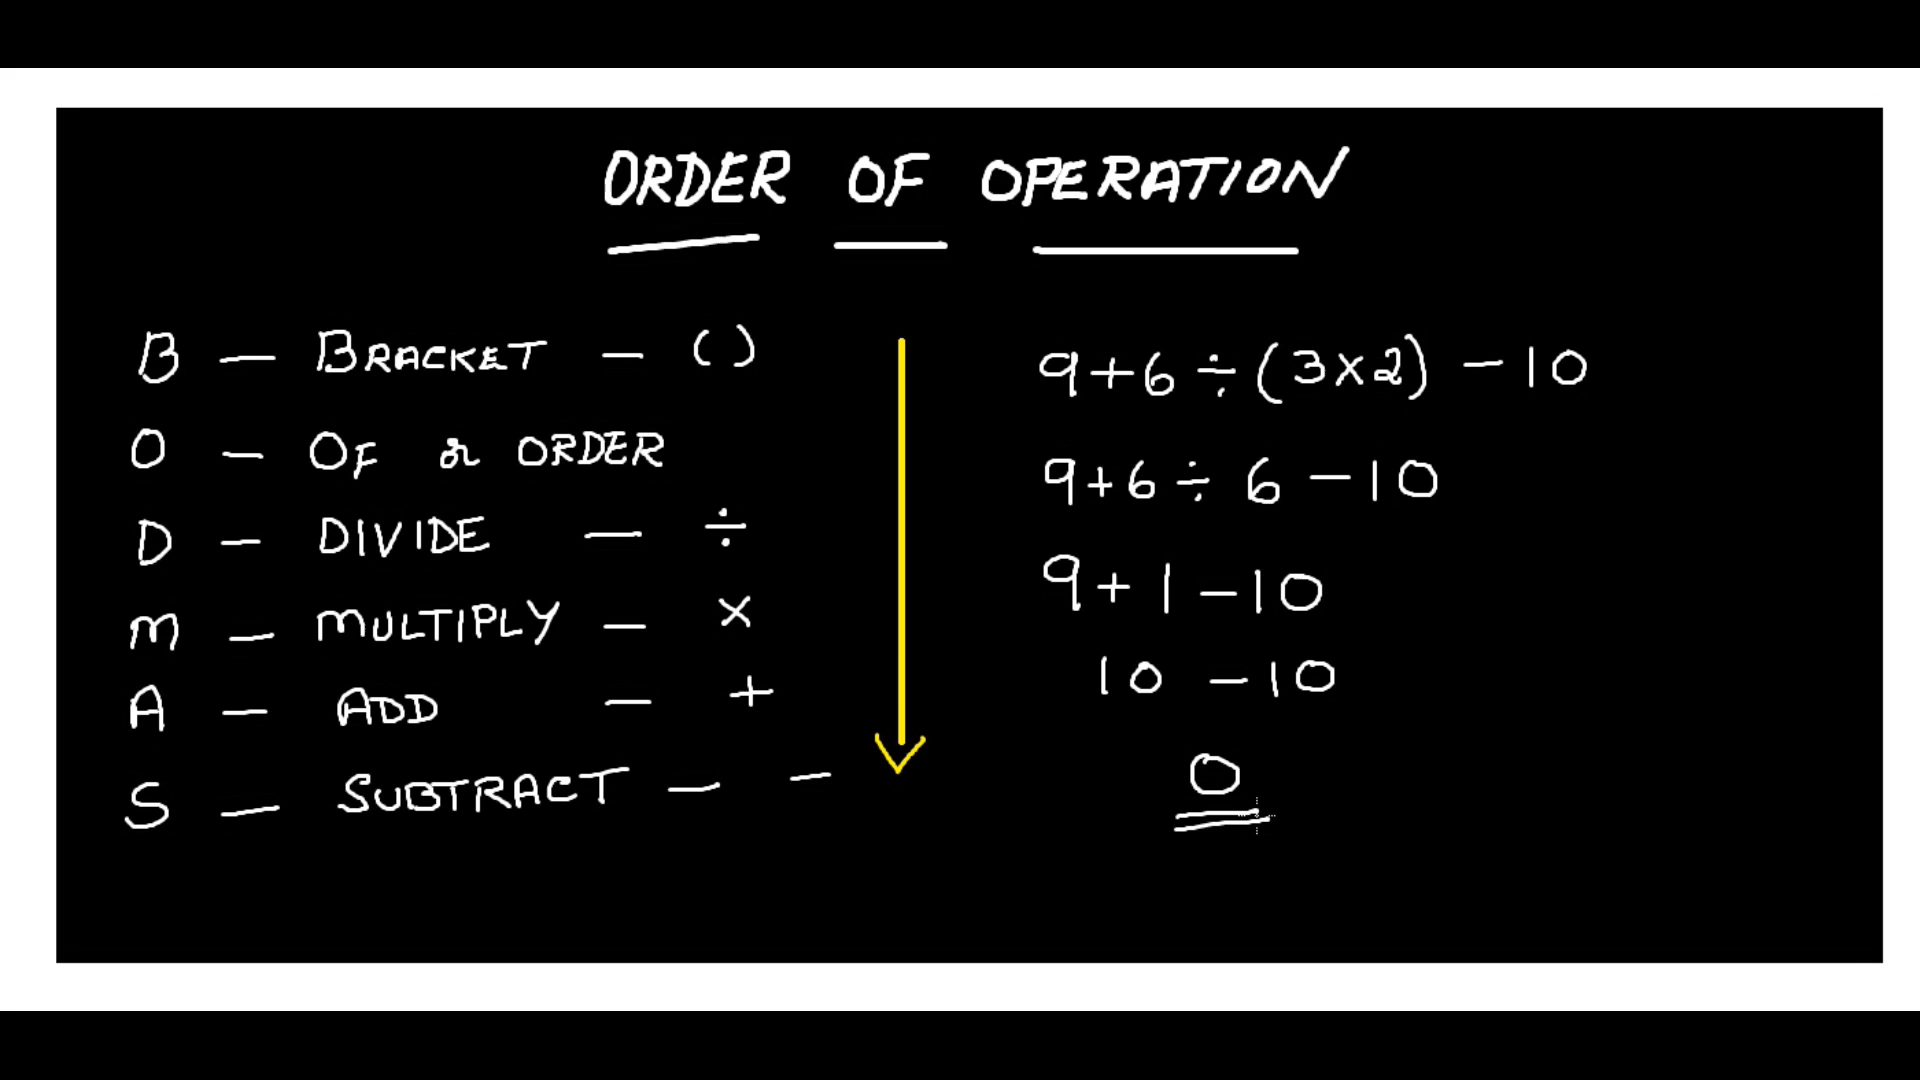 ORDER OF OPERATION
B — BRACKET — ( )
O — OF or ORDER
D — DIVIDE — ÷
M — MULTIPLY — ×
A — ADD — +
S — SUBTRACT — −
9+6÷(3×2) − 10
9+6÷ 6 − 10
9+1−10
10 − 10
0